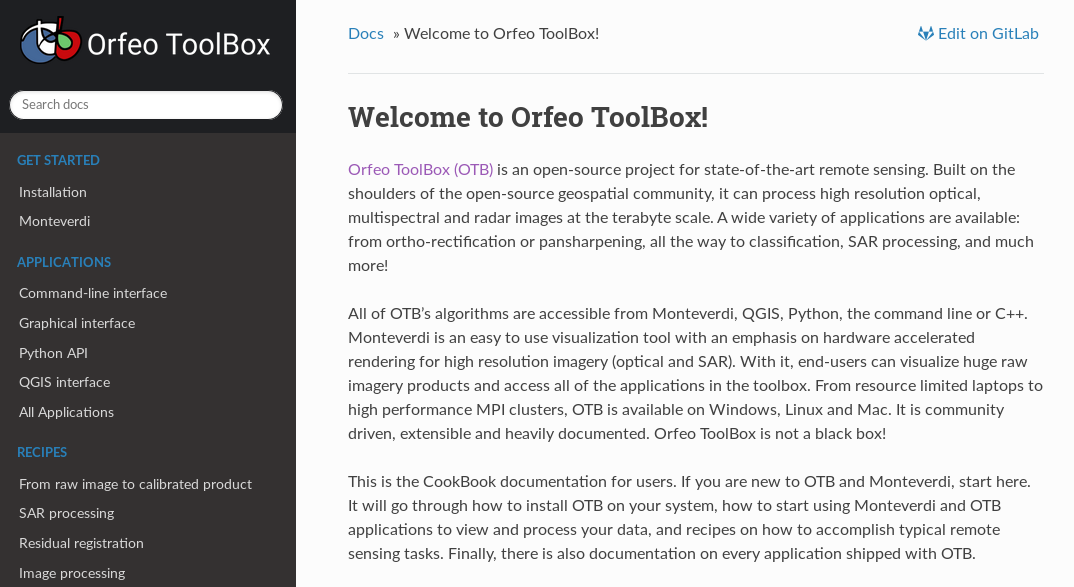 Orfeo ToolBox
Search docs
GET STARTED
Installation
Monteverdi
APPLICATIONS
Command-line interface
Graphical interface
Python API
QGIS interface
All Applications
RECIPES
From raw image to calibrated product
SAR processing
Residual registration
Image processing
Docs » Welcome to Orfeo ToolBox!
Edit on GitLab
Welcome to Orfeo ToolBox!
Orfeo ToolBox (OTB) is an open-source project for state-of-the-art remote sensing. Built on the
shoulders of the open-source geospatial community, it can process high resolution optical,
multispectral and radar images at the terabyte scale. A wide variety of applications are available:
from ortho-rectification or pansharpening, all the way to classification, SAR processing, and much
more!
All of OTB’s algorithms are accessible from Monteverdi, QGIS, Python, the command line or C++.
Monteverdi is an easy to use visualization tool with an emphasis on hardware accelerated
rendering for high resolution imagery (optical and SAR). With it, end-users can visualize huge raw
imagery products and access all of the applications in the toolbox. From resource limited laptops to
high performance MPI clusters, OTB is available on Windows, Linux and Mac. It is community
driven, extensible and heavily documented. Orfeo ToolBox is not a black box!
This is the CookBook documentation for users. If you are new to OTB and Monteverdi, start here.
It will go through how to install OTB on your system, how to start using Monteverdi and OTB
applications to view and process your data, and recipes on how to accomplish typical remote
sensing tasks. Finally, there is also documentation on every application shipped with OTB.